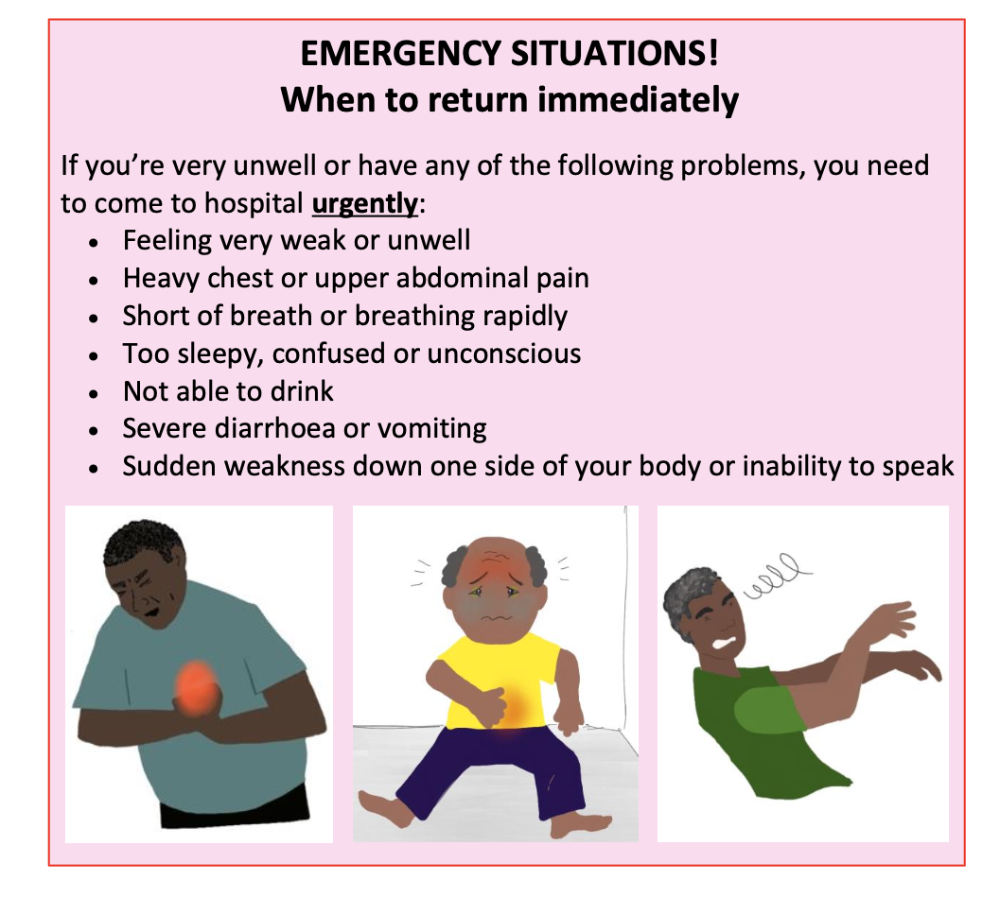 EMERGENCY SITUATIONS!
When to return immediately
If you’re very unwell or have any of the following problems, you need
to come to hospital urgently:
• Feeling very weak or unwell
• Heavy chest or upper abdominal pain
• Short of breath or breathing rapidly
• Too sleepy, confused or unconscious
• Not able to drink
• Severe diarrhoea or vomiting
• Sudden weakness down one side of your body or inability to speak